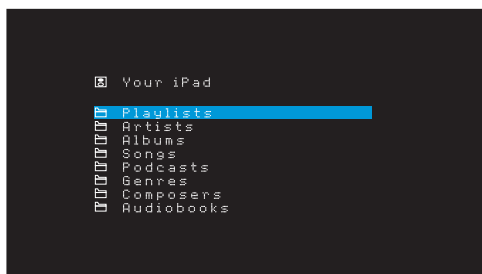 Your iPad
Playlists
Artists
Albums
Songs
Podcasts
Genres
Composers
Audiobooks